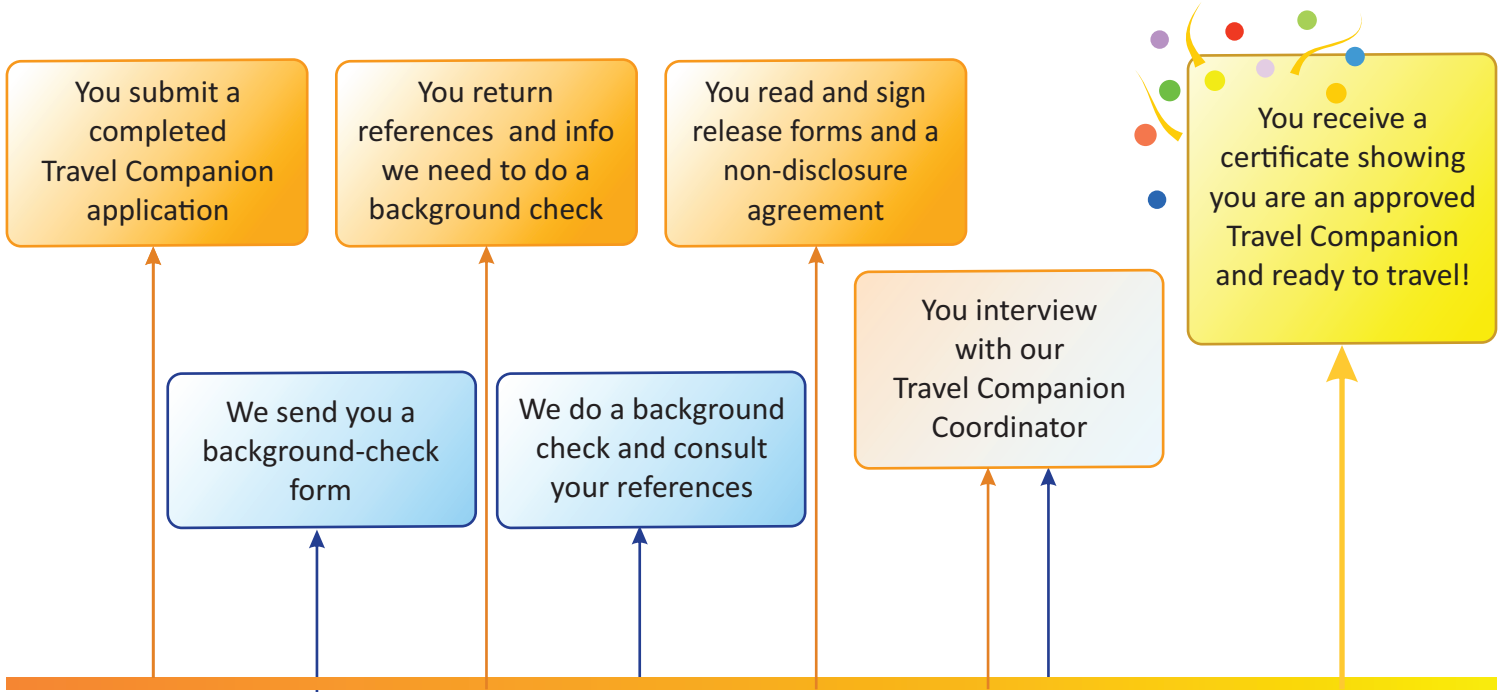 You submit a
completed
Travel Companion
application
We send you a
background-check
form
You return
references and info
we need to do a
background check
We do a background
check and consult
your references
You read and sign
release forms and a
non-disclosure
agreement
You interview
with our
Travel Companion
Coordinator
You receive a
certificate showing
you are an approved
Travel Companion
and ready to travel!